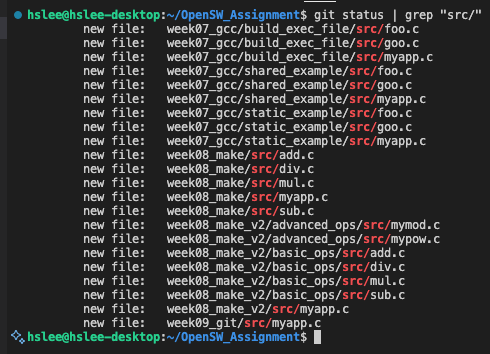 hslee@hslee-desktop:~/OpenSW_Assignment$ git status | grep "src/"
new file:   week07_gcc/build_exec_file/src/foo.c
new file:   week07_gcc/build_exec_file/src/goo.c
new file:   week07_gcc/build_exec_file/src/myapp.c
new file:   week07_gcc/shared_example/src/foo.c
new file:   week07_gcc/shared_example/src/goo.c
new file:   week07_gcc/shared_example/src/myapp.c
new file:   week07_gcc/static_example/src/foo.c
new file:   week07_gcc/static_example/src/goo.c
new file:   week07_gcc/static_example/src/myapp.c
new file:   week08_make/src/add.c
new file:   week08_make/src/div.c
new file:   week08_make/src/mul.c
new file:   week08_make/src/myapp.c
new file:   week08_make/src/sub.c
new file:   week08_make_v2/advanced_ops/src/mymod.c
new file:   week08_make_v2/advanced_ops/src/mypow.c
new file:   week08_make_v2/basic_ops/src/add.c
new file:   week08_make_v2/basic_ops/src/div.c
new file:   week08_make_v2/basic_ops/src/mul.c
new file:   week08_make_v2/basic_ops/src/sub.c
new file:   week08_make_v2/src/myapp.c
new file:   week09_git/src/myapp.c
hslee@hslee-desktop:~/OpenSW_Assignment$